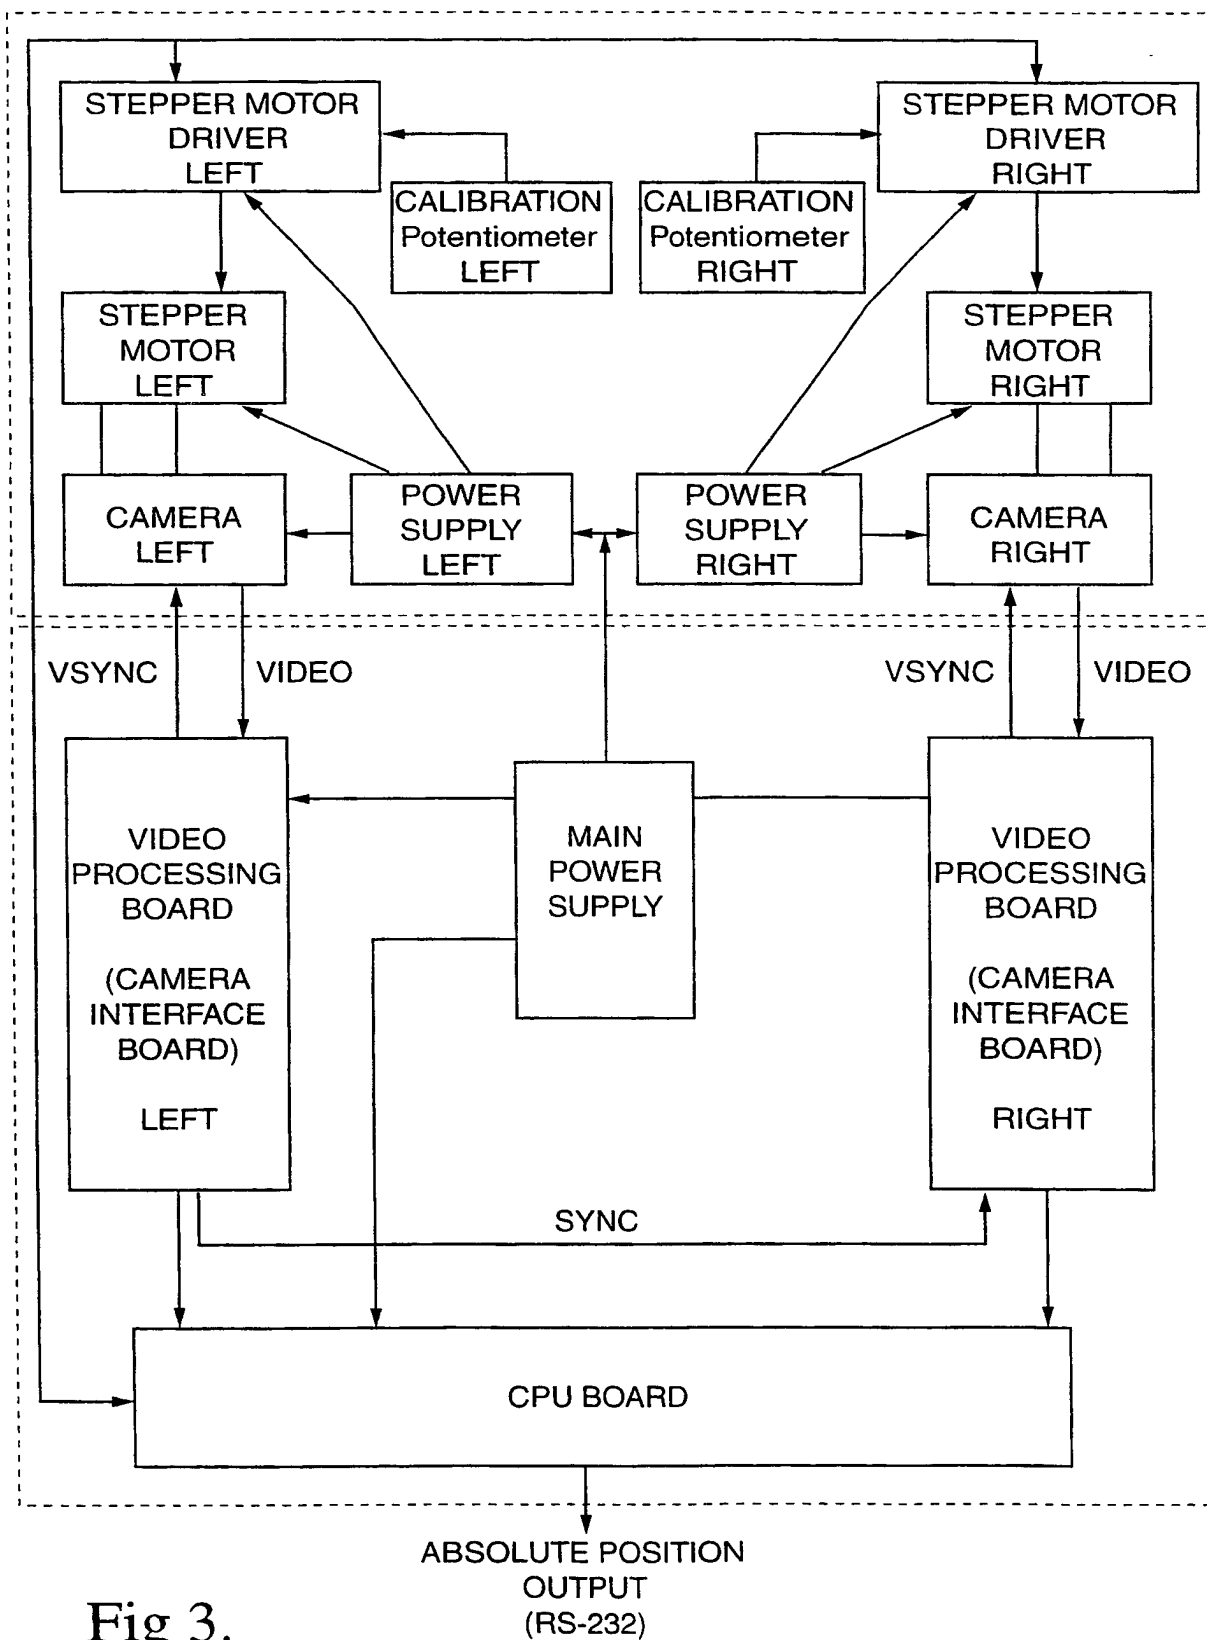 STEPPER MOTOR
DRIVER
LEFT
STEPPER MOTOR
DRIVER
RIGHT
CALIBRATION
Potentiometer
LEFT
CALIBRATION
Potentiometer
RIGHT
STEPPER
MOTOR
LEFT
STEPPER
MOTOR
RIGHT
CAMERA
LEFT
POWER
SUPPLY
LEFT
POWER
SUPPLY
RIGHT
CAMERA
RIGHT
VSYNC
VIDEO
VSYNC
VIDEO
VIDEO
PROCESSING
BOARD
(CAMERA
INTERFACE
BOARD)
LEFT
MAIN
POWER
SUPPLY
VIDEO
PROCESSING
BOARD
(CAMERA
INTERFACE
BOARD)
RIGHT
SYNC
CPU BOARD
ABSOLUTE POSITION
OUTPUT
(RS-232)
Fig 3.